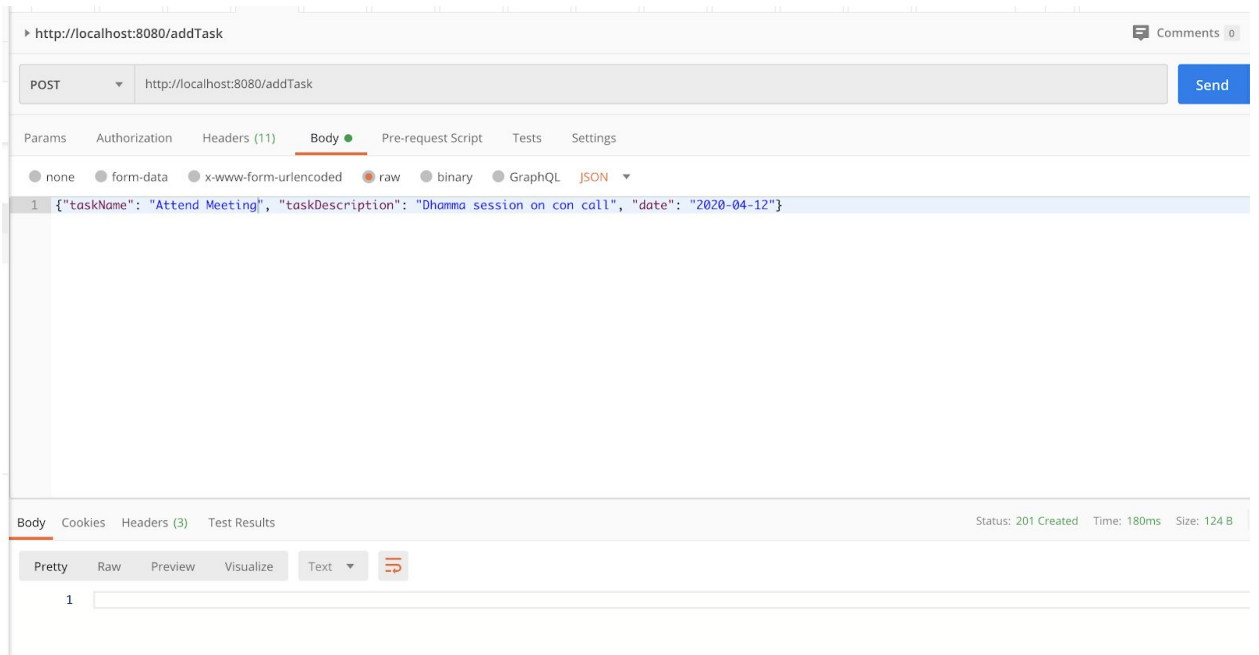 http://localhost:8080/addTask Comments 0
POST http://localhost:8080/addTask Send
Params Authorization Headers (11) Body Pre-request Script Tests Settings
none form-data x-www-form-urlencoded raw binary GraphQL JSON
1 {"taskName": "Attend Meeting", "taskDescription": "Dhamma session on con call", "date": "2020-04-12"}
Body Cookies Headers (3) Test Results Status: 201 Created Time: 180ms Size: 124 B
Pretty Raw Preview Visualize Text
1